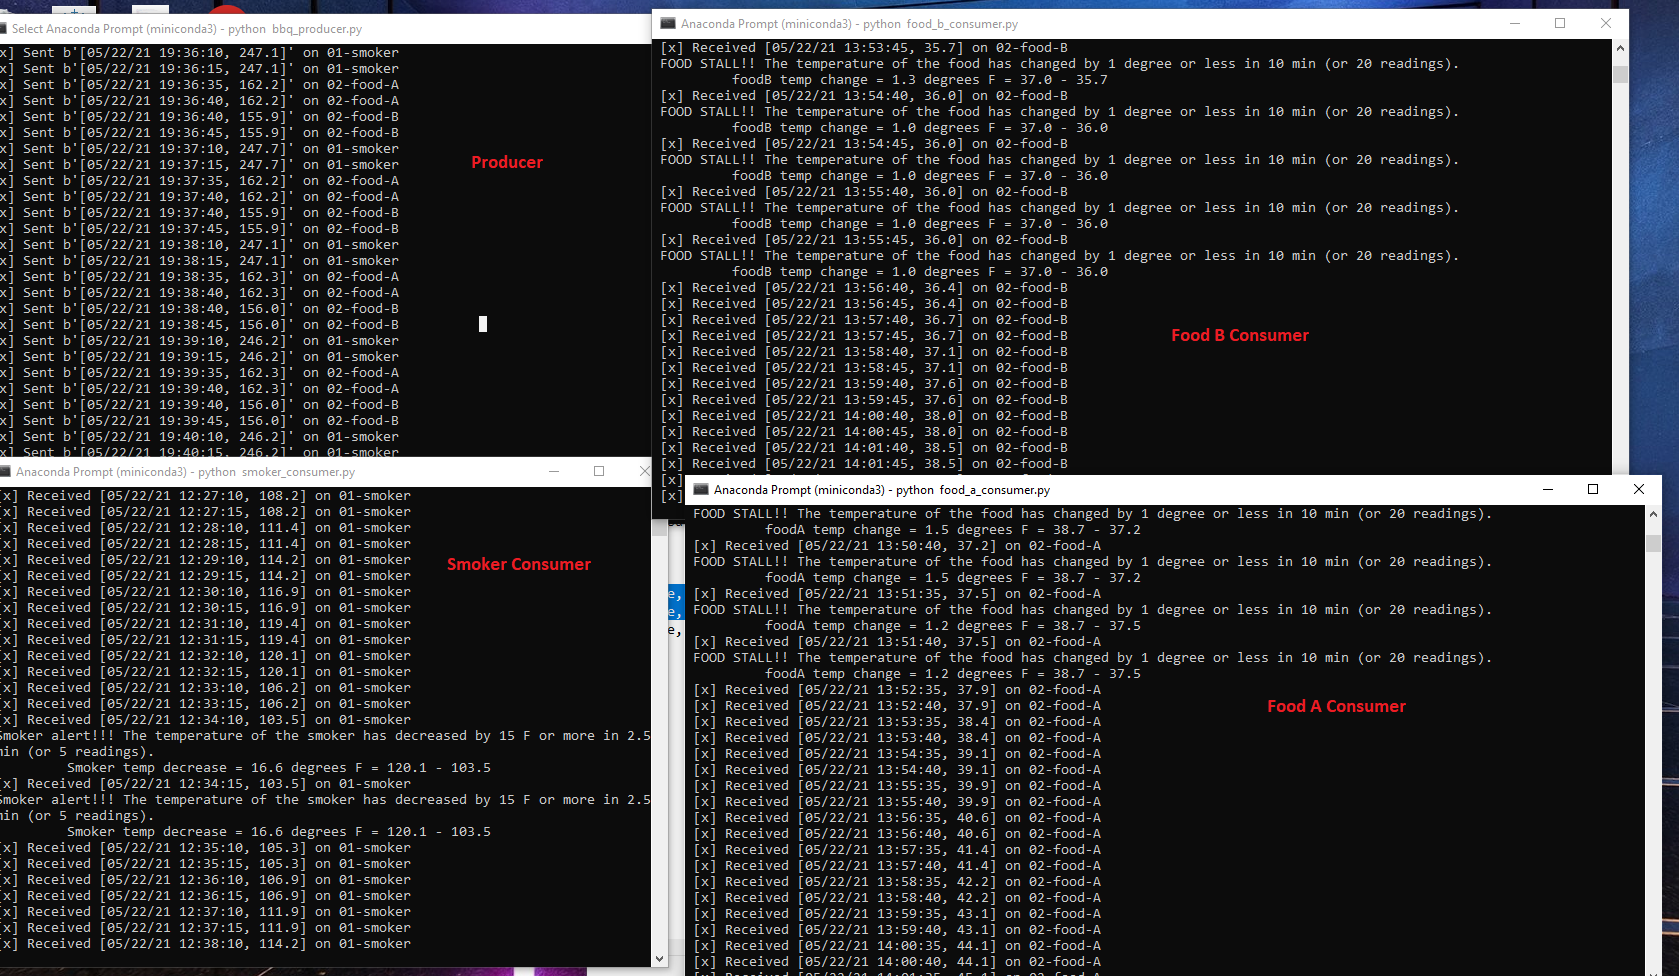 Select Anaconda Prompt (miniconda3) - python  bbq_producer.py
x] Sent b'[05/22/21 19:36:10, 247.1]' on 01-smoker
x] Sent b'[05/22/21 19:36:15, 247.1]' on 01-smoker
x] Sent b'[05/22/21 19:36:35, 162.2]' on 02-food-A
x] Sent b'[05/22/21 19:36:40, 162.2]' on 02-food-A
x] Sent b'[05/22/21 19:36:40, 155.9]' on 02-food-B
x] Sent b'[05/22/21 19:36:45, 155.9]' on 02-food-B
x] Sent b'[05/22/21 19:37:10, 247.7]' on 01-smoker
x] Sent b'[05/22/21 19:37:15, 247.7]' on 01-smoker
x] Sent b'[05/22/21 19:37:35, 162.2]' on 02-food-A
x] Sent b'[05/22/21 19:37:40, 162.2]' on 02-food-A
x] Sent b'[05/22/21 19:37:40, 155.9]' on 02-food-B
x] Sent b'[05/22/21 19:37:45, 155.9]' on 02-food-B
x] Sent b'[05/22/21 19:38:10, 247.1]' on 01-smoker
x] Sent b'[05/22/21 19:38:15, 247.1]' on 01-smoker
x] Sent b'[05/22/21 19:38:35, 162.3]' on 02-food-A
x] Sent b'[05/22/21 19:38:40, 162.3]' on 02-food-A
x] Sent b'[05/22/21 19:38:40, 156.0]' on 02-food-B
x] Sent b'[05/22/21 19:38:45, 156.0]' on 02-food-B
x] Sent b'[05/22/21 19:39:10, 246.2]' on 01-smoker
x] Sent b'[05/22/21 19:39:15, 246.2]' on 01-smoker
x] Sent b'[05/22/21 19:39:35, 162.3]' on 02-food-A
x] Sent b'[05/22/21 19:39:40, 162.3]' on 02-food-A
x] Sent b'[05/22/21 19:39:40, 156.0]' on 02-food-B
x] Sent b'[05/22/21 19:39:45, 156.0]' on 02-food-B
x] Sent b'[05/22/21 19:40:10, 246.2]' on 01-smoker
x] Sent b'[05/22/21 19:40:15, 246.2]' on 01-smoker
Producer
Anaconda Prompt (miniconda3) - python  food_b_consumer.py
[x] Received [05/22/21 13:53:45, 35.7] on 02-food-B
FOOD STALL!! The temperature of the food has changed by 1 degree or less in 10 min (or 20 readings).
foodB temp change = 1.3 degrees F = 37.0 - 35.7
[x] Received [05/22/21 13:54:40, 36.0] on 02-food-B
FOOD STALL!! The temperature of the food has changed by 1 degree or less in 10 min (or 20 readings).
foodB temp change = 1.0 degrees F = 37.0 - 36.0
[x] Received [05/22/21 13:54:45, 36.0] on 02-food-B
FOOD STALL!! The temperature of the food has changed by 1 degree or less in 10 min (or 20 readings).
foodB temp change = 1.0 degrees F = 37.0 - 36.0
[x] Received [05/22/21 13:55:40, 36.0] on 02-food-B
FOOD STALL!! The temperature of the food has changed by 1 degree or less in 10 min (or 20 readings).
foodB temp change = 1.0 degrees F = 37.0 - 36.0
[x] Received [05/22/21 13:55:45, 36.0] on 02-food-B
FOOD STALL!! The temperature of the food has changed by 1 degree or less in 10 min (or 20 readings).
foodB temp change = 1.0 degrees F = 37.0 - 36.0
[x] Received [05/22/21 13:56:40, 36.4] on 02-food-B
[x] Received [05/22/21 13:56:45, 36.4] on 02-food-B
[x] Received [05/22/21 13:57:40, 36.7] on 02-food-B
[x] Received [05/22/21 13:57:45, 36.7] on 02-food-B
[x] Received [05/22/21 13:58:40, 37.1] on 02-food-B
[x] Received [05/22/21 13:58:45, 37.1] on 02-food-B
[x] Received [05/22/21 13:59:40, 37.6] on 02-food-B
[x] Received [05/22/21 13:59:45, 37.6] on 02-food-B
[x] Received [05/22/21 14:00:40, 38.0] on 02-food-B
[x] Received [05/22/21 14:00:45, 38.0] on 02-food-B
[x] Received [05/22/21 14:01:40, 38.5] on 02-food-B
[x] Received [05/22/21 14:01:45, 38.5] on 02-food-B
[x]
[x]
Food B Consumer
Anaconda Prompt (miniconda3) - python  smoker_consumer.py
[x] Received [05/22/21 12:27:10, 108.2] on 01-smoker
[x] Received [05/22/21 12:27:15, 108.2] on 01-smoker
[x] Received [05/22/21 12:28:10, 111.4] on 01-smoker
[x] Received [05/22/21 12:28:15, 111.4] on 01-smoker
[x] Received [05/22/21 12:29:10, 114.2] on 01-smoker
[x] Received [05/22/21 12:29:15, 114.2] on 01-smoker
[x] Received [05/22/21 12:30:10, 116.9] on 01-smoker
[x] Received [05/22/21 12:30:15, 116.9] on 01-smoker
[x] Received [05/22/21 12:31:10, 119.4] on 01-smoker
[x] Received [05/22/21 12:31:15, 119.4] on 01-smoker
[x] Received [05/22/21 12:32:10, 120.1] on 01-smoker
[x] Received [05/22/21 12:32:15, 120.1] on 01-smoker
[x] Received [05/22/21 12:33:10, 106.2] on 01-smoker
[x] Received [05/22/21 12:33:15, 106.2] on 01-smoker
[x] Received [05/22/21 12:34:10, 103.5] on 01-smoker
Smoker alert!!! The temperature of the smoker has decreased by 15 F or more in 2.5
min (or 5 readings).
Smoker temp decrease = 16.6 degrees F = 120.1 - 103.5
[x] Received [05/22/21 12:34:15, 103.5] on 01-smoker
Smoker alert!!! The temperature of the smoker has decreased by 15 F or more in 2.5
min (or 5 readings).
Smoker temp decrease = 16.6 degrees F = 120.1 - 103.5
[x] Received [05/22/21 12:35:10, 105.3] on 01-smoker
[x] Received [05/22/21 12:35:15, 105.3] on 01-smoker
[x] Received [05/22/21 12:36:10, 106.9] on 01-smoker
[x] Received [05/22/21 12:36:15, 106.9] on 01-smoker
[x] Received [05/22/21 12:37:10, 111.9] on 01-smoker
[x] Received [05/22/21 12:37:15, 111.9] on 01-smoker
[x] Received [05/22/21 12:38:10, 114.2] on 01-smoker
Smoker Consumer
e,
e,
e,
Anaconda Prompt (miniconda3) - python  food_a_consumer.py
FOOD STALL!! The temperature of the food has changed by 1 degree or less in 10 min (or 20 readings).
foodA temp change = 1.5 degrees F = 38.7 - 37.2
[x] Received [05/22/21 13:50:40, 37.2] on 02-food-A
FOOD STALL!! The temperature of the food has changed by 1 degree or less in 10 min (or 20 readings).
foodA temp change = 1.5 degrees F = 38.7 - 37.2
[x] Received [05/22/21 13:51:35, 37.5] on 02-food-A
FOOD STALL!! The temperature of the food has changed by 1 degree or less in 10 min (or 20 readings).
foodA temp change = 1.2 degrees F = 38.7 - 37.5
[x] Received [05/22/21 13:51:40, 37.5] on 02-food-A
FOOD STALL!! The temperature of the food has changed by 1 degree or less in 10 min (or 20 readings).
foodA temp change = 1.2 degrees F = 38.7 - 37.5
[x] Received [05/22/21 13:52:35, 37.9] on 02-food-A
[x] Received [05/22/21 13:52:40, 37.9] on 02-food-A
[x] Received [05/22/21 13:53:35, 38.4] on 02-food-A
[x] Received [05/22/21 13:53:40, 38.4] on 02-food-A
[x] Received [05/22/21 13:54:35, 39.1] on 02-food-A
[x] Received [05/22/21 13:54:40, 39.1] on 02-food-A
[x] Received [05/22/21 13:55:35, 39.9] on 02-food-A
[x] Received [05/22/21 13:55:40, 39.9] on 02-food-A
[x] Received [05/22/21 13:56:35, 40.6] on 02-food-A
[x] Received [05/22/21 13:56:40, 40.6] on 02-food-A
[x] Received [05/22/21 13:57:35, 41.4] on 02-food-A
[x] Received [05/22/21 13:57:40, 41.4] on 02-food-A
[x] Received [05/22/21 13:58:35, 42.2] on 02-food-A
[x] Received [05/22/21 13:58:40, 42.2] on 02-food-A
[x] Received [05/22/21 13:59:35, 43.1] on 02-food-A
[x] Received [05/22/21 13:59:40, 43.1] on 02-food-A
[x] Received [05/22/21 14:00:35, 44.1] on 02-food-A
[x] Received [05/22/21 14:00:40, 44.1] on 02-food-A
Food A Consumer